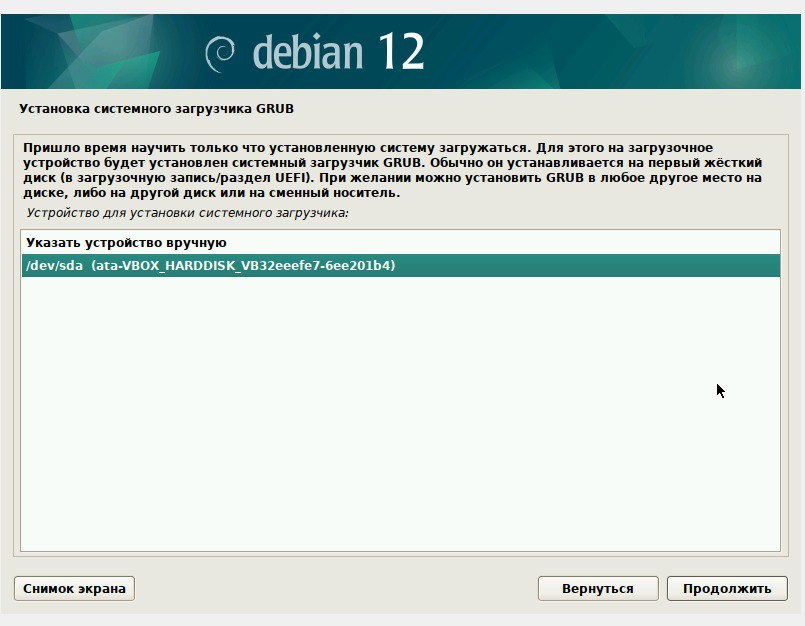 debian 12
Установка системного загрузчика GRUB
Пришло время научить только что установленную систему загружаться. Для этого на загрузочное
устройство будет установлен системный загрузчик GRUB. Обычно он устанавливается на первый жёсткий
диск (в загрузочную запись/раздел UEFI). При желании можно установить GRUB в любое другое место на
диске, либо на другой диск или на сменный носитель.
Устройство для установки системного загрузчика:
Указать устройство вручную
/dev/sda (ata-VBOX_HARDDISK_VB32eeefe7-6ee201b4)
Снимок экрана
Вернуться
Продолжить